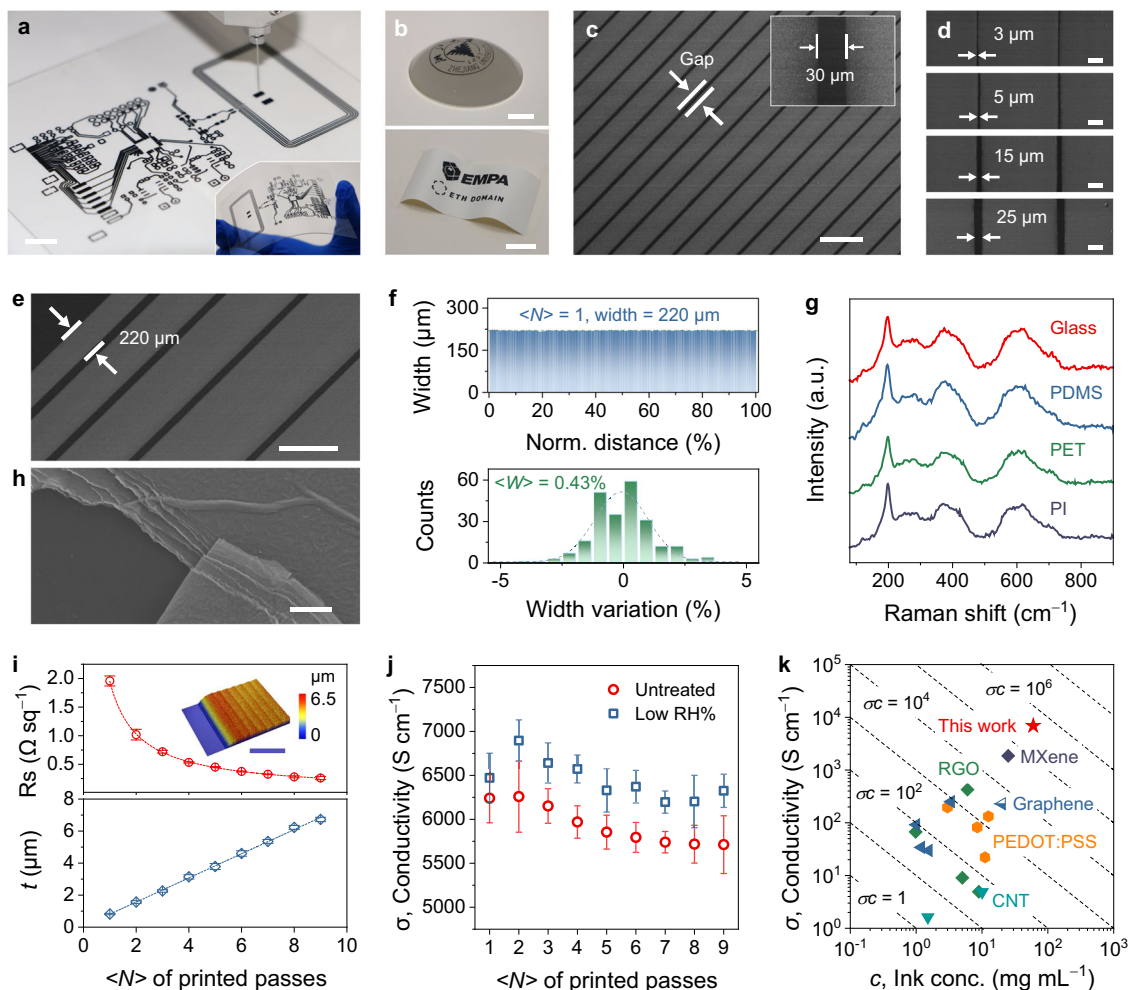 a
b
ZHEJIANG UNIVERSITY
EMPA
ETH DOMAIN
c
Gap
30 μm
d
3 μm
5 μm
15 μm
25 μm
e
220 μm
f
Width (μm)
300
150
0
<N> = 1, width = 220 μm
0 20 40 60 80 100
Norm. distance (%)
Counts
60
30
0
<W> = 0.43%
-5 0 5
Width variation (%)
g
Intensity (a.u.)
Glass
PDMS
PET
PI
200 400 600 800
Raman shift (cm⁻¹)
h
i
Rs (Ω sq⁻¹)
2.0
1.5
1.0
0.5
μm
6.5
0
t (μm)
8
6
4
2
0
0 2 4 6 8 10
<N> of printed passes
j
σ, Conductivity (S cm⁻¹)
7500
7000
6500
6000
5500
5000
Untreated
Low RH%
1 2 3 4 5 6 7 8 9
<N> of printed passes
k
σ, Conductivity (S cm⁻¹)
10⁵
10⁴
10³
10²
10¹
10⁰
σc = 10⁴
σc = 10⁶
This work
MXene
RGO
σc = 10²
Graphene
PEDOT:PSS
σc = 1
CNT
10⁻¹ 10⁰ 10¹ 10² 10³
c, Ink conc. (mg mL⁻¹)